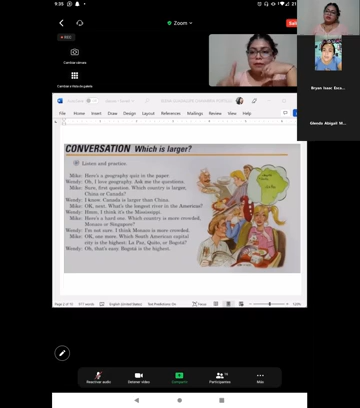 9:35
Zoom
REC
Cambiar cámara
Bryan Isaac Esco...
Glenda Abigail M...
File Home Insert Draw Design Layout References Mailings Review View Help
CONVERSATION Which is larger?
Listen and practice.
Mike: Here's a geography quiz in the paper.
Wendy: Oh, I love geography. Ask me the questions.
Mike: Sure, first question. Which country is larger,
China or Canada?
Wendy: I know. Canada is larger than China.
Mike: OK, next. What's the longest river in the Americas?
Wendy: Hmm, I think it's the Mississippi.
Mike: Here's a hard one. Which country is more crowded,
Monaco or Singapore?
Wendy: I'm not sure. I think Monaco is more crowded.
Mike: OK, one more. Which South American capital
city is the highest: La Paz, Quito, or Bogotá?
Wendy: Oh, that's easy. Bogotá is the highest.
English (United States)
Focus
Reactivar audio
Detener video
Compartir
Participantes
Más